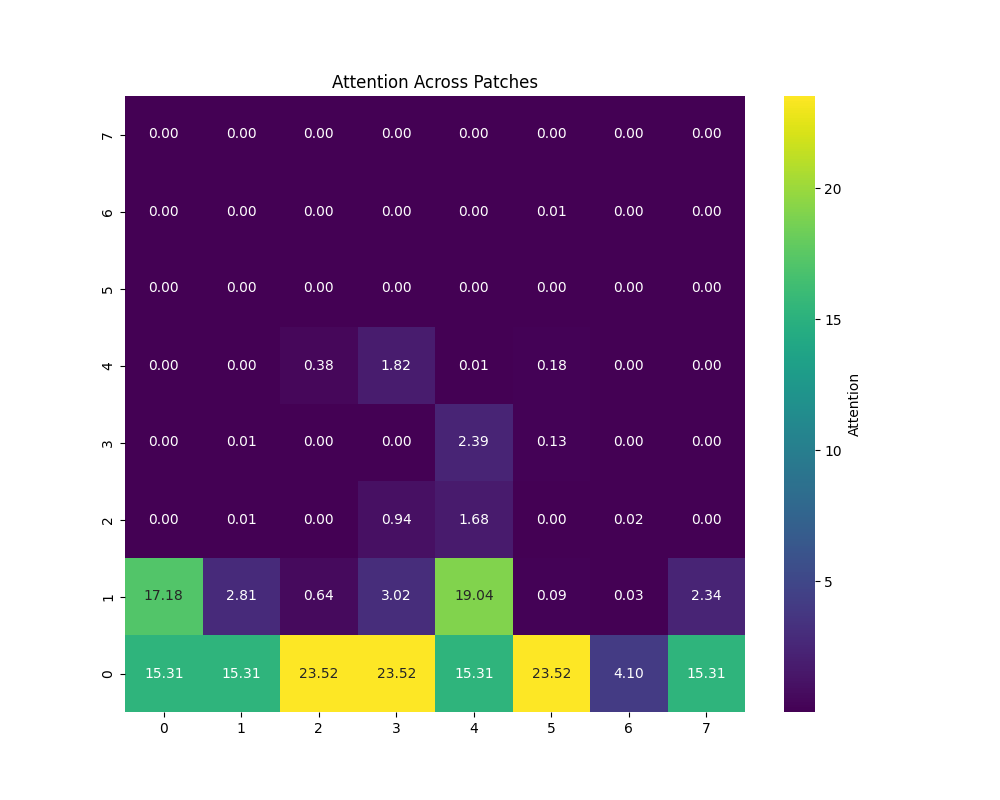 Attention Across Patches
7 0.00 0.00 0.00 0.00 0.00 0.00 0.00 0.00
6 0.00 0.00 0.00 0.00 0.00 0.01 0.00 0.00
5 0.00 0.00 0.00 0.00 0.00 0.00 0.00 0.00
4 0.00 0.00 0.38 1.82 0.01 0.18 0.00 0.00
3 0.00 0.01 0.00 0.00 2.39 0.13 0.00 0.00
2 0.00 0.01 0.00 0.94 1.68 0.00 0.02 0.00
1 17.18 2.81 0.64 3.02 19.04 0.09 0.03 2.34
0 15.31 15.31 23.52 23.52 15.31 23.52 4.10 15.31
0 1 2 3 4 5 6 7
20
15
10
5
Attention